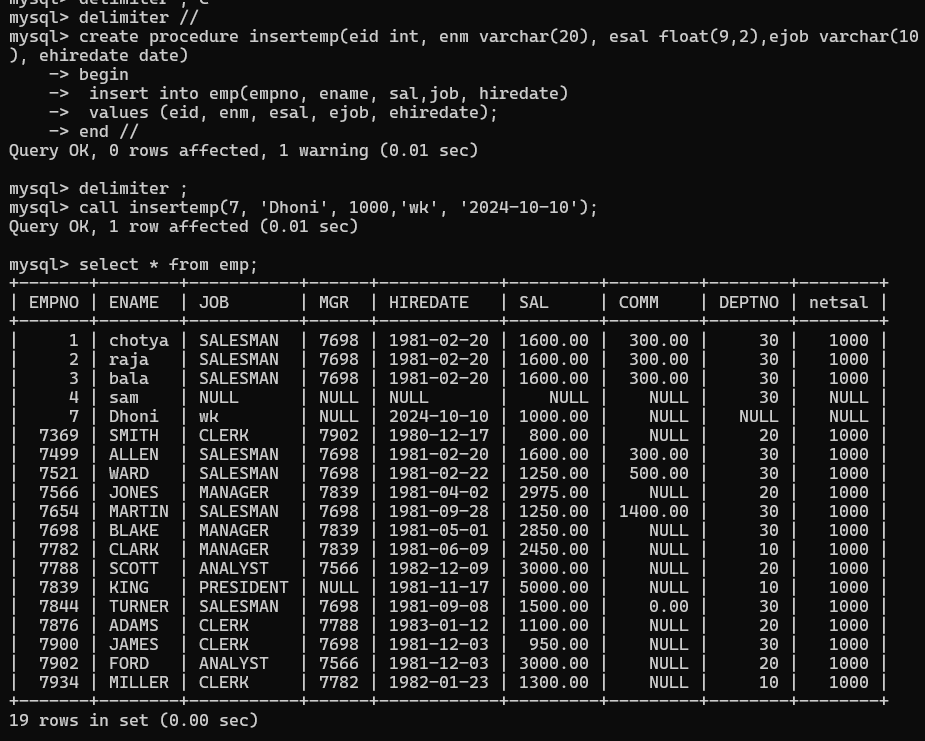 mysql> delimiter ; c
mysql> delimiter //
mysql> create procedure insertemp(eid int, enm varchar(20), esal float(9,2),ejob varchar(10
), ehiredate date)
    -> begin
    ->  insert into emp(empno, ename, sal,job, hiredate)
    ->  values (eid, enm, esal, ejob, ehiredate);
    -> end //
Query OK, 0 rows affected, 1 warning (0.01 sec)

mysql> delimiter ;
mysql> call insertemp(7, 'Dhoni', 1000,'wk', '2024-10-10');
Query OK, 1 row affected (0.01 sec)

mysql> select * from emp;
+-------+--------+-----------+------+------------+---------+---------+--------+--------+
| EMPNO | ENAME  | JOB       | MGR  | HIREDATE   | SAL     | COMM    | DEPTNO | netsal |
+-------+--------+-----------+------+------------+---------+---------+--------+--------+
|     1 | chotya | SALESMAN  | 7698 | 1981-02-20 | 1600.00 |  300.00 |     30 |   1000 |
|     2 | raja   | SALESMAN  | 7698 | 1981-02-20 | 1600.00 |  300.00 |     30 |   1000 |
|     3 | bala   | SALESMAN  | 7698 | 1981-02-20 | 1600.00 |  300.00 |     30 |   1000 |
|     4 | sam    | NULL      | NULL | NULL       |    NULL |    NULL |     30 |   NULL |
|     7 | Dhoni  | wk        | NULL | 2024-10-10 | 1000.00 |    NULL |   NULL |   NULL |
|  7369 | SMITH  | CLERK     | 7902 | 1980-12-17 |  800.00 |    NULL |     20 |   1000 |
|  7499 | ALLEN  | SALESMAN  | 7698 | 1981-02-20 | 1600.00 |  300.00 |     30 |   1000 |
|  7521 | WARD   | SALESMAN  | 7698 | 1981-02-22 | 1250.00 |  500.00 |     30 |   1000 |
|  7566 | JONES  | MANAGER   | 7839 | 1981-04-02 | 2975.00 |    NULL |     20 |   1000 |
|  7654 | MARTIN | SALESMAN  | 7698 | 1981-09-28 | 1250.00 | 1400.00 |     30 |   1000 |
|  7698 | BLAKE  | MANAGER   | 7839 | 1981-05-01 | 2850.00 |    NULL |     30 |   1000 |
|  7782 | CLARK  | MANAGER   | 7839 | 1981-06-09 | 2450.00 |    NULL |     10 |   1000 |
|  7788 | SCOTT  | ANALYST   | 7566 | 1982-12-09 | 3000.00 |    NULL |     20 |   1000 |
|  7839 | KING   | PRESIDENT | NULL | 1981-11-17 | 5000.00 |    NULL |     10 |   1000 |
|  7844 | TURNER | SALESMAN  | 7698 | 1981-09-08 | 1500.00 |    0.00 |     30 |   1000 |
|  7876 | ADAMS  | CLERK     | 7788 | 1983-01-12 | 1100.00 |    NULL |     20 |   1000 |
|  7900 | JAMES  | CLERK     | 7698 | 1981-12-03 |  950.00 |    NULL |     30 |   1000 |
|  7902 | FORD   | ANALYST   | 7566 | 1981-12-03 | 3000.00 |    NULL |     20 |   1000 |
|  7934 | MILLER | CLERK     | 7782 | 1982-01-23 | 1300.00 |    NULL |     10 |   1000 |
+-------+--------+-----------+------+------------+---------+---------+--------+--------+
19 rows in set (0.00 sec)